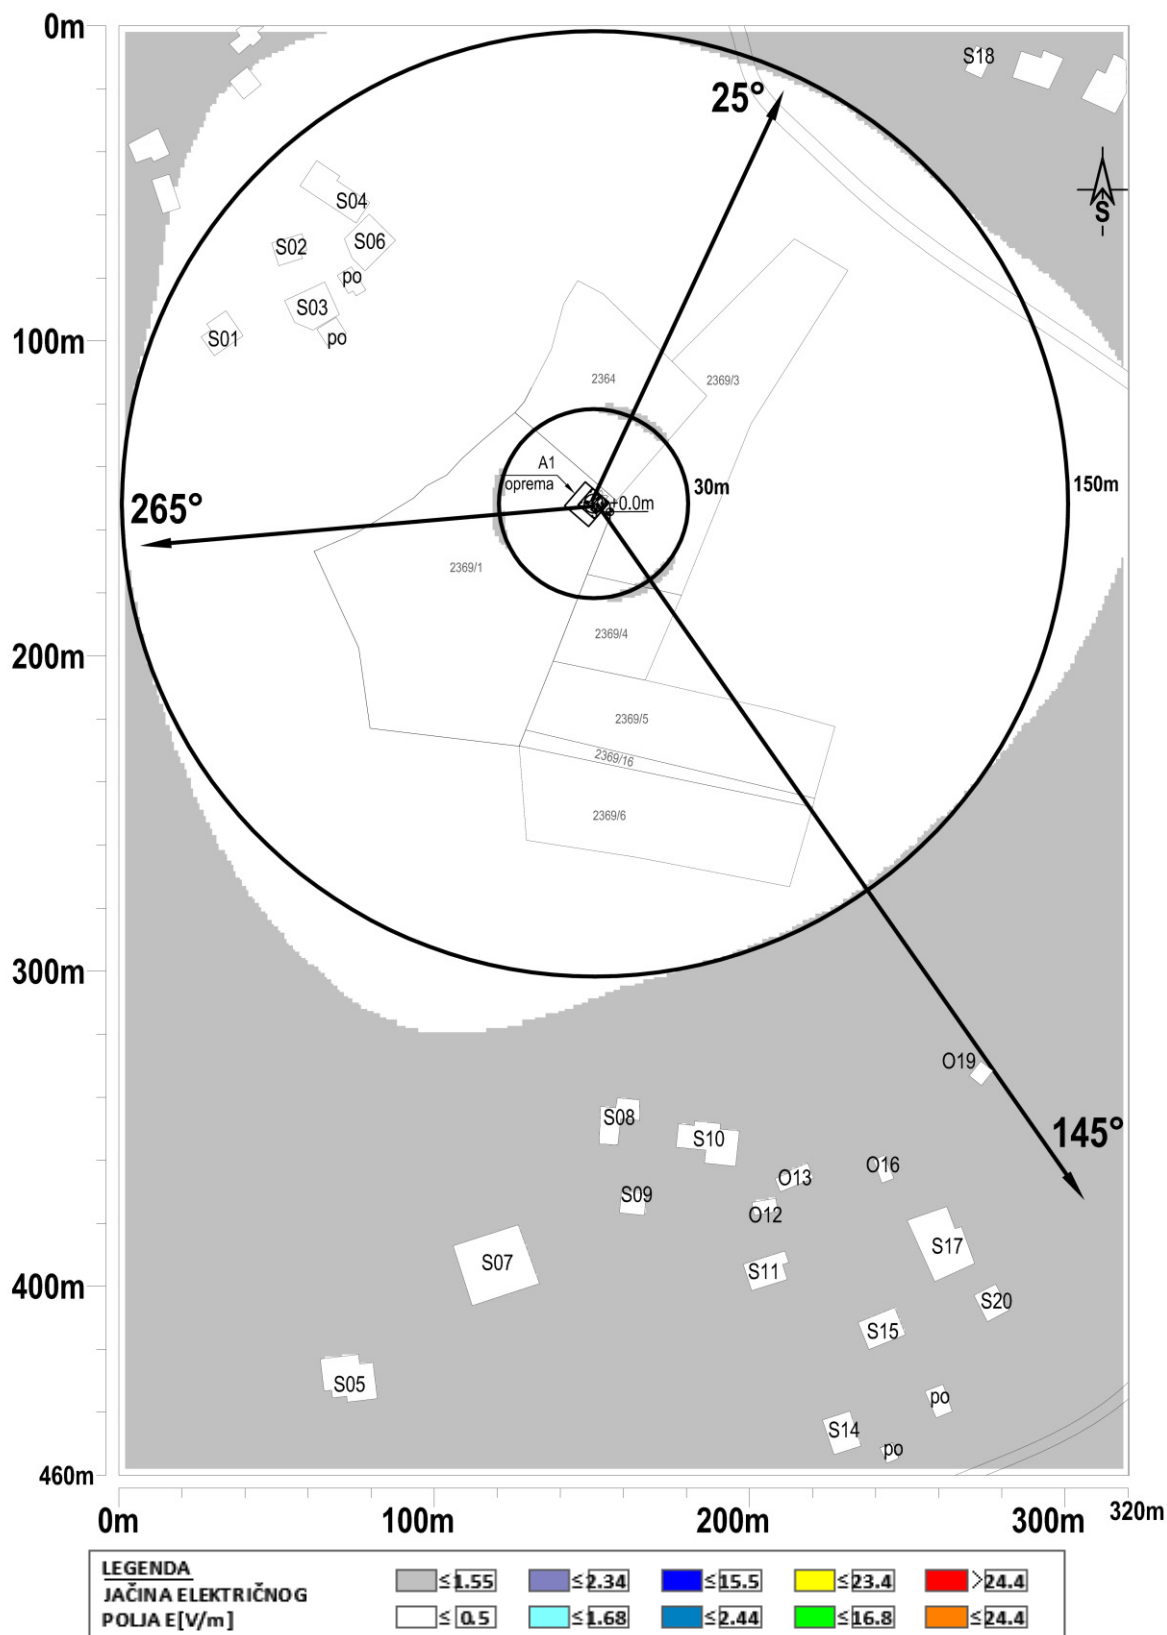 0m
S18
25°
S
S04
S02
S06
po
S03
S01
po
100m
2364
2369/3
A1
oprema
30m
+0.0m
150m
265°
2369/1
200m
2369/4
2369/5
2369/16
2369/6
300m
O19
S08
145°
S10
O16
O13
S09
O12
S17
S07
S11
400m
S20
S15
S05
po
S14
po
460m
0m
100m
200m
300m
320m
LEGENDA
JAČINA ELEKTRIČNOG
POLJA E[V/m]
≤1.55 ≤2.34 ≤15.5 ≤23.4 >24.4
≤ 0.5 ≤1.68 ≤2.44 ≤16.8 ≤24.4